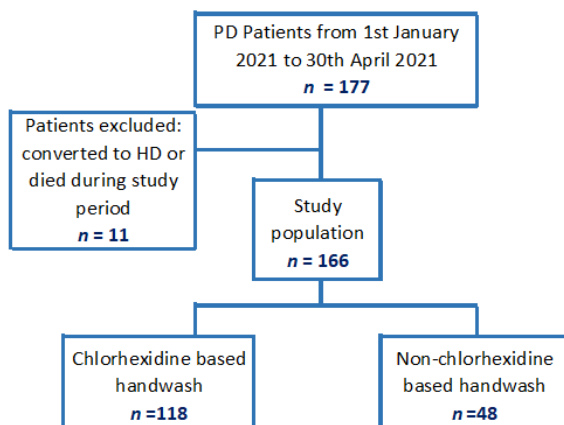 PD Patients from 1st January
2021 to 30th April 2021
n = 177
Patients excluded:
converted to HD or
died during study
period
n = 11
Study
population
n = 166
Chlorhexidine based
handwash
n =118
Non-chlorhexidine
based handwash
n =48